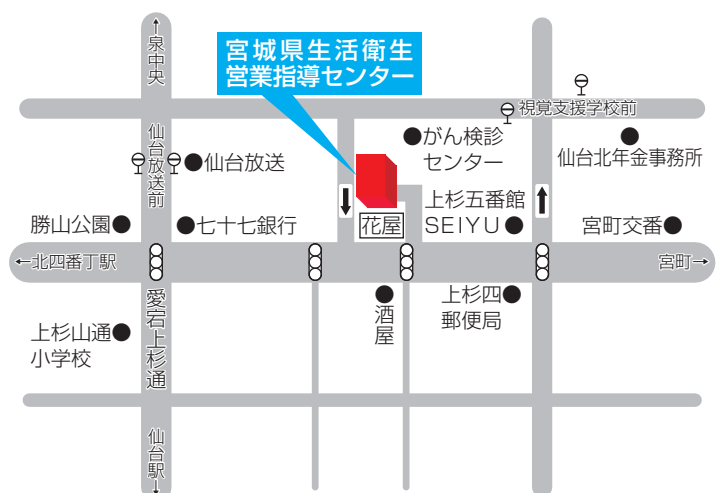 ←泉中央
宮城県生活衛生
営業指導センター
視覚支援学校前
仙台放送前
仙台放送
がん検診
センター
仙台北年金事務所
勝山公園
七十七銀行
花屋
上杉五番館
SEIYU
宮町交番
←北四番丁駅
宮町→
愛宕上杉通
酒屋
上杉四
郵便局
上杉山通
小学校
仙台駅→